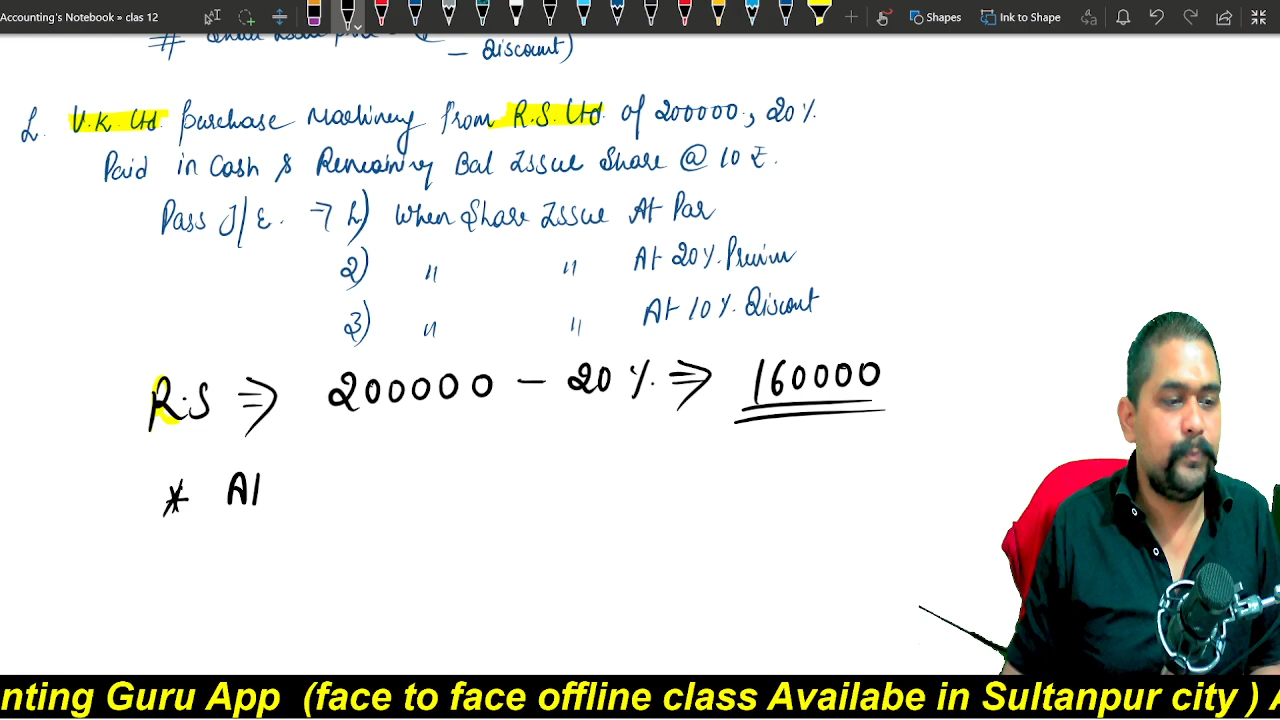 Accounting's Notebook » clas 12
Shapes
Ink to Shape
#
- Discount)
1. V.K. Ltd. Purchase Machinery from R.S. Ltd. of 200000, 20%.
Paid in Cash & Remaining Bal Issue Share @ 10 ₹.
Pass J/E. → 1) When Share Issue At Par
2) " " At 20%. Premium
3) " " At 10%. Discount
R.S ⇒ 200000 - 20%. ⇒ 160000
* At
nting Guru App (face to face offline class Availabe in Sultanpur city ) A